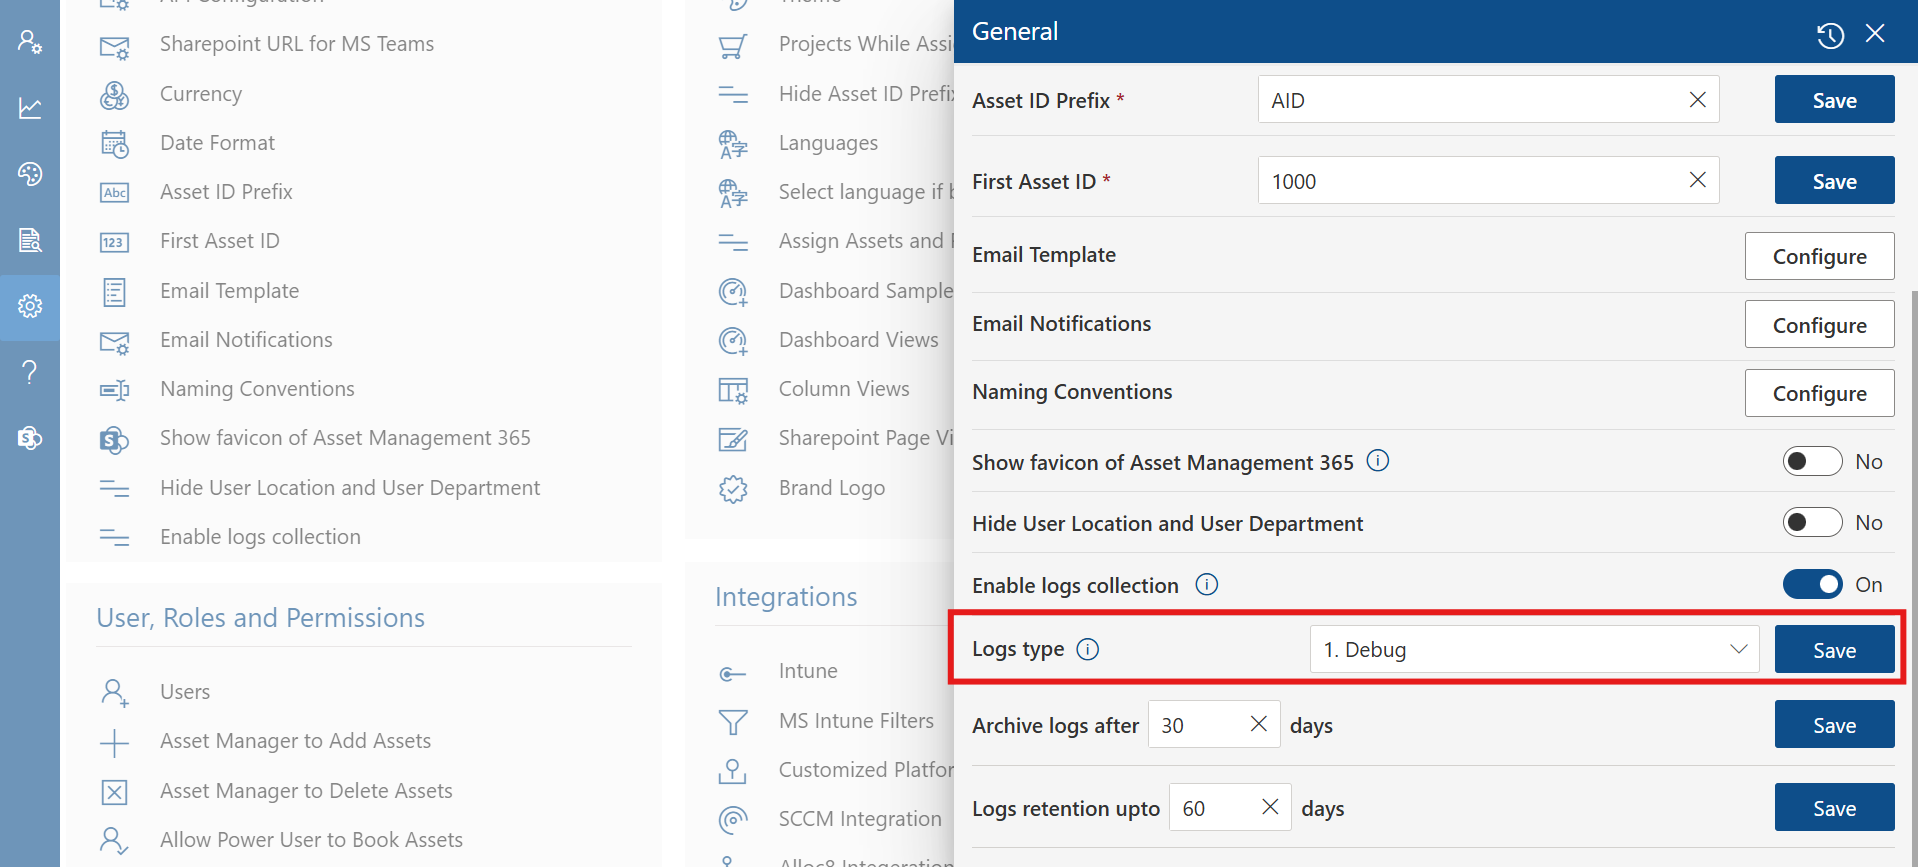 Sharepoint URL for MS Teams
Currency
Date Format
Asset ID Prefix
First Asset ID
Email Template
Email Notifications
Naming Conventions
Show favicon of Asset Management 365
Hide User Location and User Department
Enable logs collection
User, Roles and Permissions
Users
Asset Manager to Add Assets
Asset Manager to Delete Assets
Allow Power User to Book Assets
Theme
Projects While Assi
Hide Asset ID Prefix
Languages
Select language if b
Assign Assets and
Dashboard Sample
Dashboard Views
Column Views
Sharepoint Page Vi
Brand Logo
Integrations
Intune
MS Intune Filters
Customized Platfor
SCCM Integration
General
Asset ID Prefix * AID Save
First Asset ID * 1000 Save
Email Template Configure
Email Notifications Configure
Naming Conventions Configure
Show favicon of Asset Management 365 No
Hide User Location and User Department No
Enable logs collection On
Logs type 1. Debug Save
Archive logs after 30 days Save
Logs retention upto 60 days Save